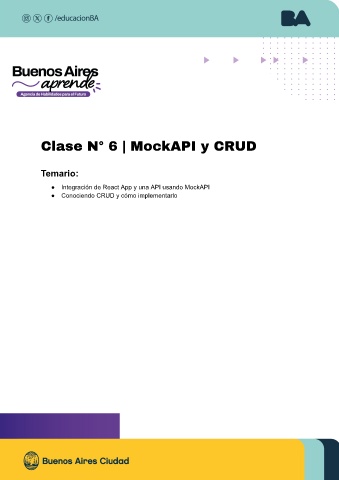 /educacionBA
BA
Buenos Aires
aprende
Agencia de Habilidades para el Futuro
Clase N° 6 | MockAPI y CRUD
Temario:
● Integración de React App y una API usando MockAPI
● Conociendo CRUD y cómo implementarlo
Buenos Aires Ciudad